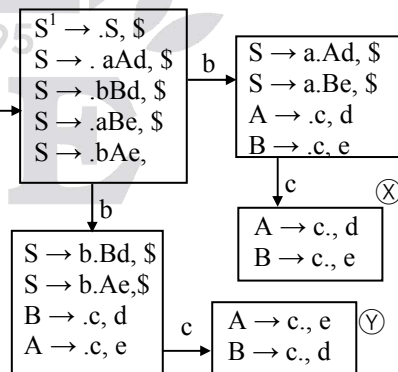 S¹ → .S, $
S → . aAd, $
S → .bBd, $
S → .aBe, $
S → .bAe,
b
S → a.Ad, $
S → a.Be, $
A → .c, d
B → .c, e
c
Ⓧ
A → c., d
B → c., e
b
S → b.Bd, $
S → b.Ae,$
B → .c, d
A → .c, e
c
A → c., e
B → c., d
Ⓨ